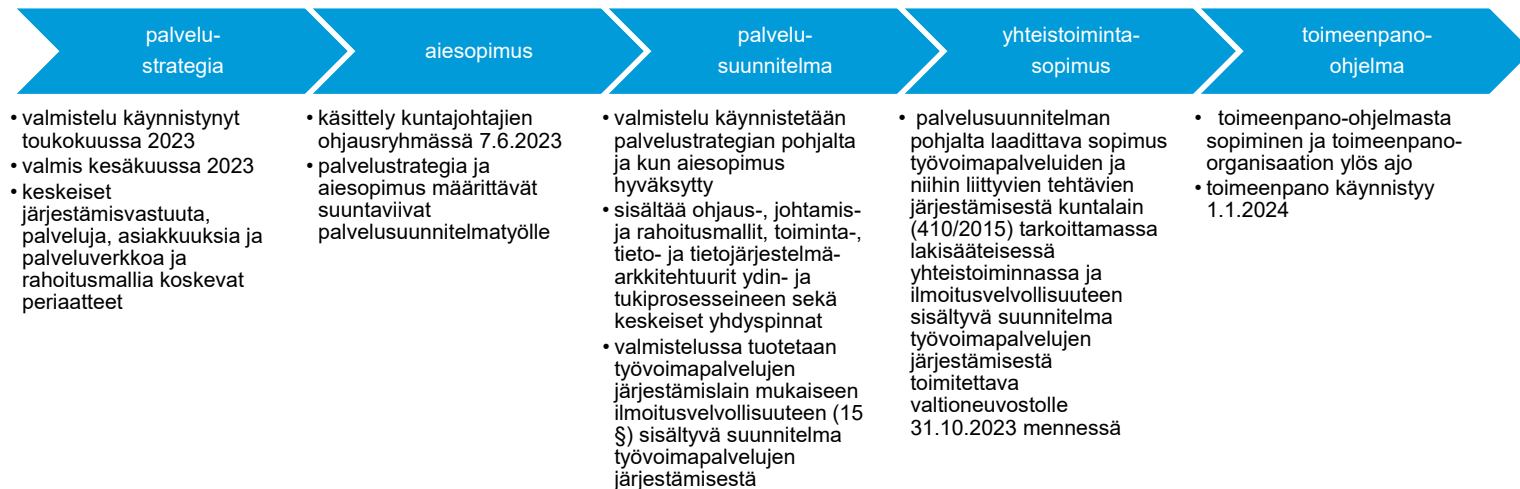 palvelu-
strategia
aiesopimus
palvelu-
suunnitelma
yhteistoiminta-
sopimus
toimeenpano-
ohjelma
• valmistelu käynnistynyt
toukokuussa 2023
• valmis kesäkuussa 2023
• keskeiset
järjestämisvastuuta,
palveluja, asiakkuuksia ja
palveluverkkoa ja
rahoitusmallia koskevat
periaatteet
• käsittely kuntajohtajien
ohjausryhmässä 7.6.2023
• palvelustrategia ja
aiesopimus määrittävät
suuntaviivat
palvelusuunnitelmatyölle
• valmistelu käynnistetään
palvelustrategian pohjalta
ja kun aiesopimus
hyväksytty
• sisältää ohjaus-, johtamis-
ja rahoitusmallit, toiminta-,
tieto- ja tietojärjestelmä-
arkkitehtuurit ydin- ja
tukiprosesseineen sekä
keskeiset yhdyspinnat
• valmistelussa tuotetaan
työvoimapalvelujen
järjestämislain mukaiseen
ilmoitusvelvollisuuteen (15
§) sisältyvä suunnitelma
työvoimapalvelujen
järjestämisestä
• palvelusuunnitelman
pohjalta laadittava sopimus
työvoimapalveluiden ja
niihin liittyvien tehtävien
järjestämisestä kuntalain
(410/2015) tarkoittamassa
lakisääteisessä
yhteistoiminnassa ja
ilmoitusvelvollisuuteen
sisältyvä suunnitelma
työvoimapalvelujen
järjestämisestä
toimitettava
valtioneuvostolle
31.10.2023 mennessä
• toimeenpano-ohjelmasta
sopiminen ja toimeenpano-
organisaation ylös ajo
• toimeenpano käynnistyy
1.1.2024